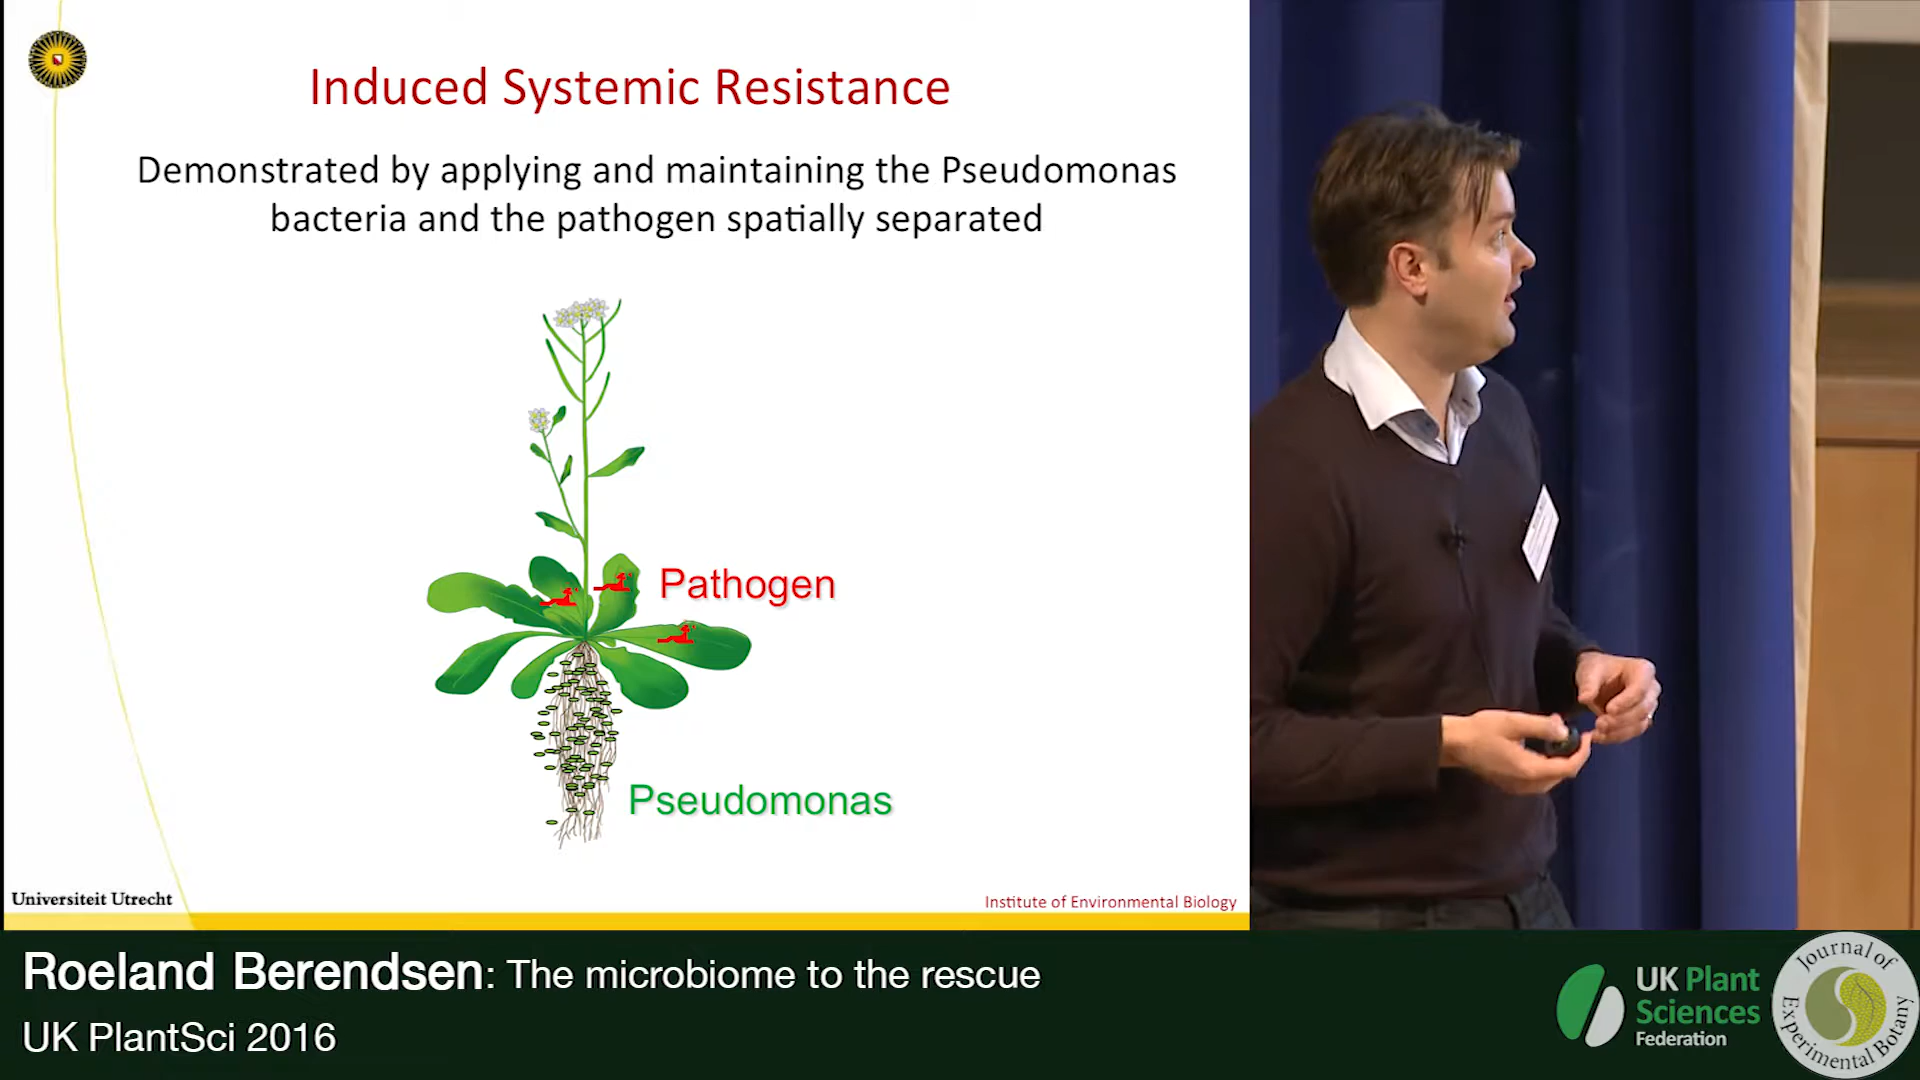 Induced Systemic Resistance
Demonstrated by applying and maintaining the Pseudomonas
bacteria and the pathogen spatially separated
Pathogen
Pseudomonas
Universiteit Utrecht
Institute of Environmental Biology
Roeland Berendsen: The microbiome to the rescue
UK PlantSci 2016
UK Plant
Sciences
Federation
Journal of
Experimental Botany